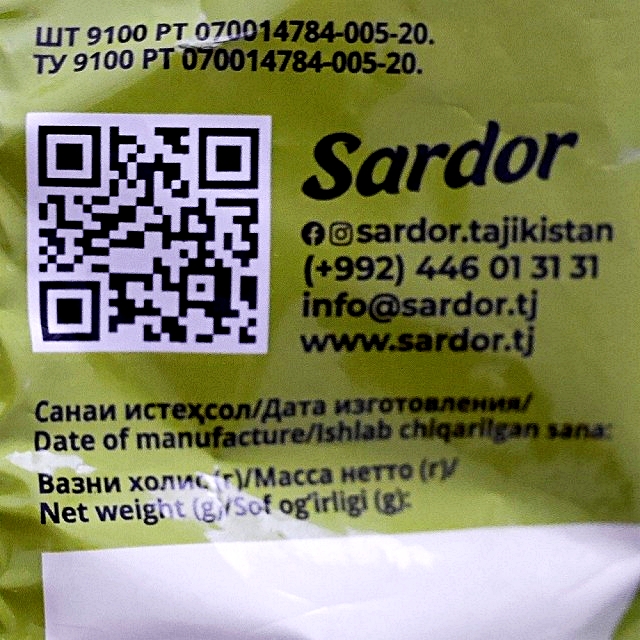 ШТ 9100 РТ 070014784-005-20.
ТУ 9100 РТ 070014784-005-20.
Sardor
sardor.tajikistan
(+992) 446 01 31 31
info@sardor.tj
www.sardor.tj
Санаи истеҳсол/Дата изготовления/
Date of manufacture/Ishlab chiqarilgan sana:
Вазни холис (г)/Масса нетто (г)/
Net weight (g)/Sof og'irligi (g):